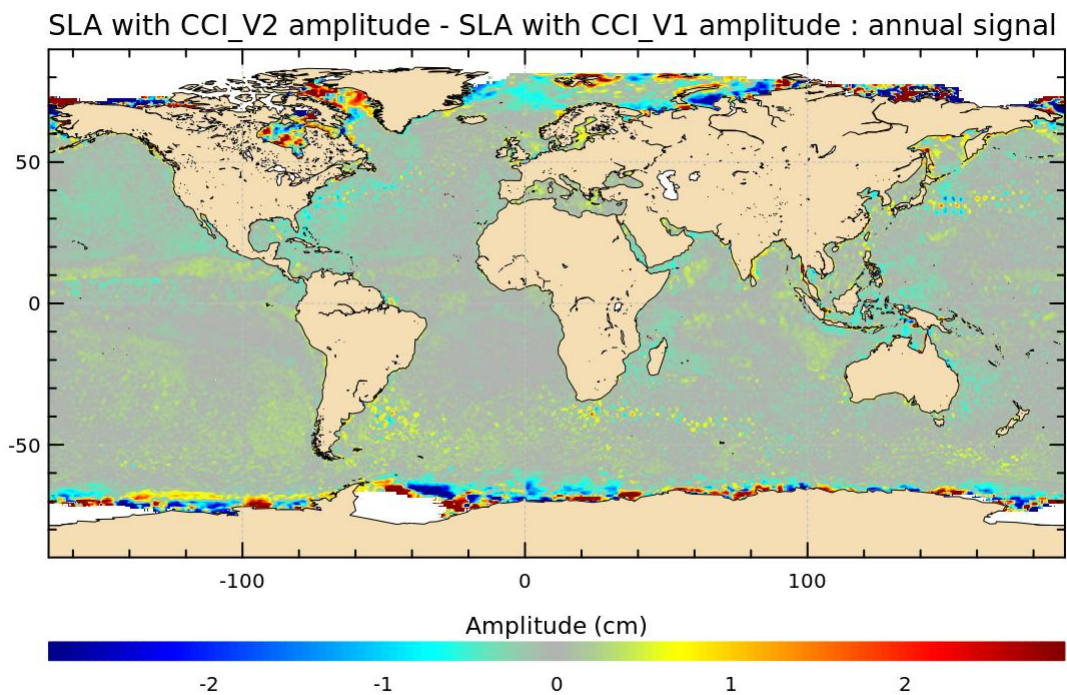 SLA with CCI_V2 amplitude - SLA with CCI_V1 amplitude : annual signal
50
0
-50
-100 0 100
Amplitude (cm)
-2 -1 0 1 2